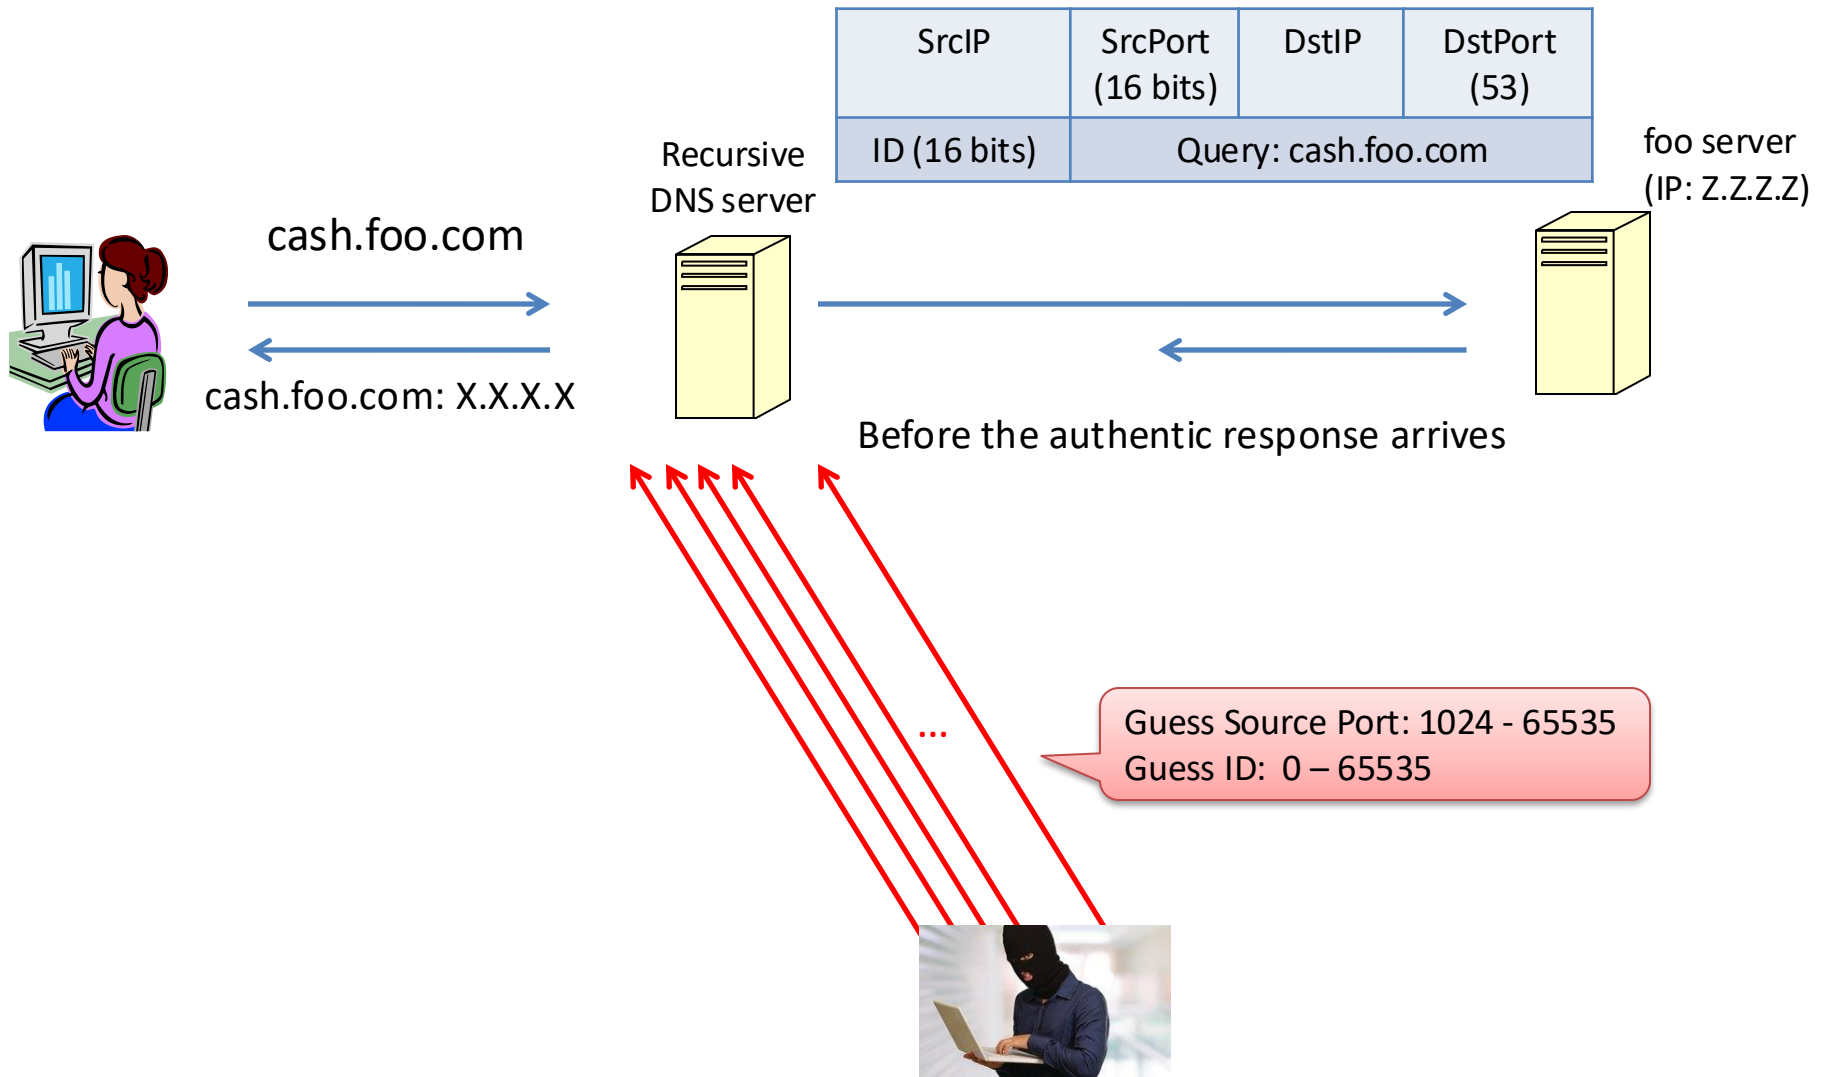 SrcIP
SrcPort
(16 bits)
DstIP
DstPort
(53)
ID (16 bits)
Query: cash.foo.com
Recursive
DNS server
foo server
(IP: Z.Z.Z.Z)
cash.foo.com
cash.foo.com: X.X.X.X
Before the authentic response arrives
...
Guess Source Port: 1024 - 65535
Guess ID:  0 – 65535